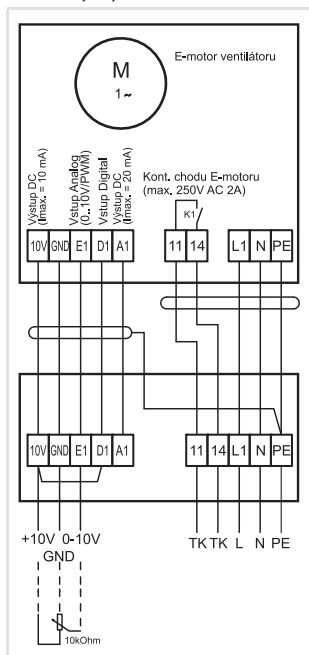 E-motor ventilátoru
M
1~
Výstup DC
(Imax. = 10 mA)
Vstup Analog
(0..10V/PWM)
Vstup Digital
Výstup DC
(Imax. = 20 mA)
Kont. chodu E-motoru
(max. 250V AC 2A)
K1
10V GND E1 D1 A1 11 14 L1 N PE
10V GND E1 D1 A1 11 14 L1 N PE
+10V 0-10V TK TK L N PE
GND
10kOhm